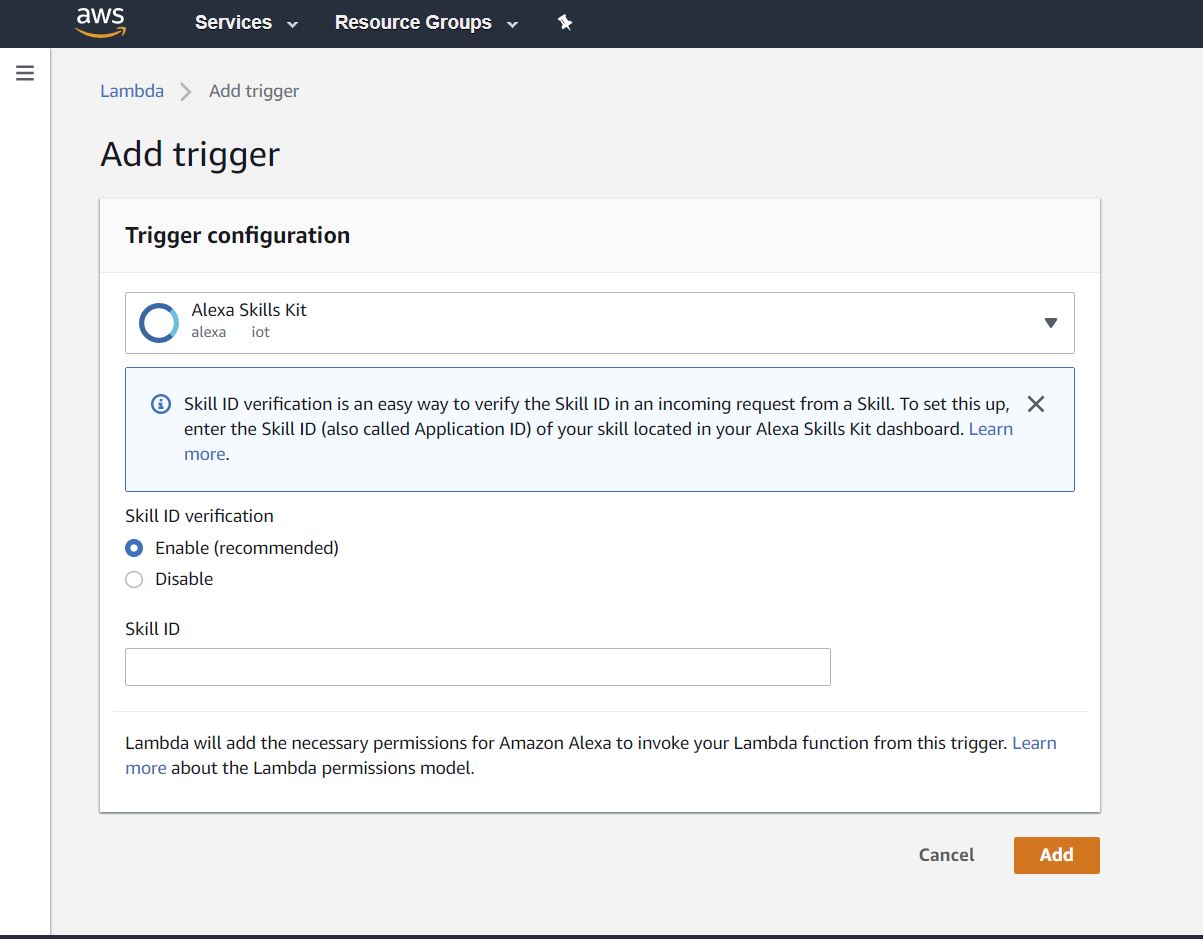 aws
Services
Resource Groups
Lambda
Add trigger
Add trigger
Trigger configuration
Alexa Skills Kit
alexa iot
Skill ID verification is an easy way to verify the Skill ID in an incoming request from a Skill. To set this up,
enter the Skill ID (also called Application ID) of your skill located in your Alexa Skills Kit dashboard. Learn
more.
Skill ID verification
Enable (recommended)
Disable
Skill ID
Lambda will add the necessary permissions for Amazon Alexa to invoke your Lambda function from this trigger. Learn
more about the Lambda permissions model.
Cancel
Add